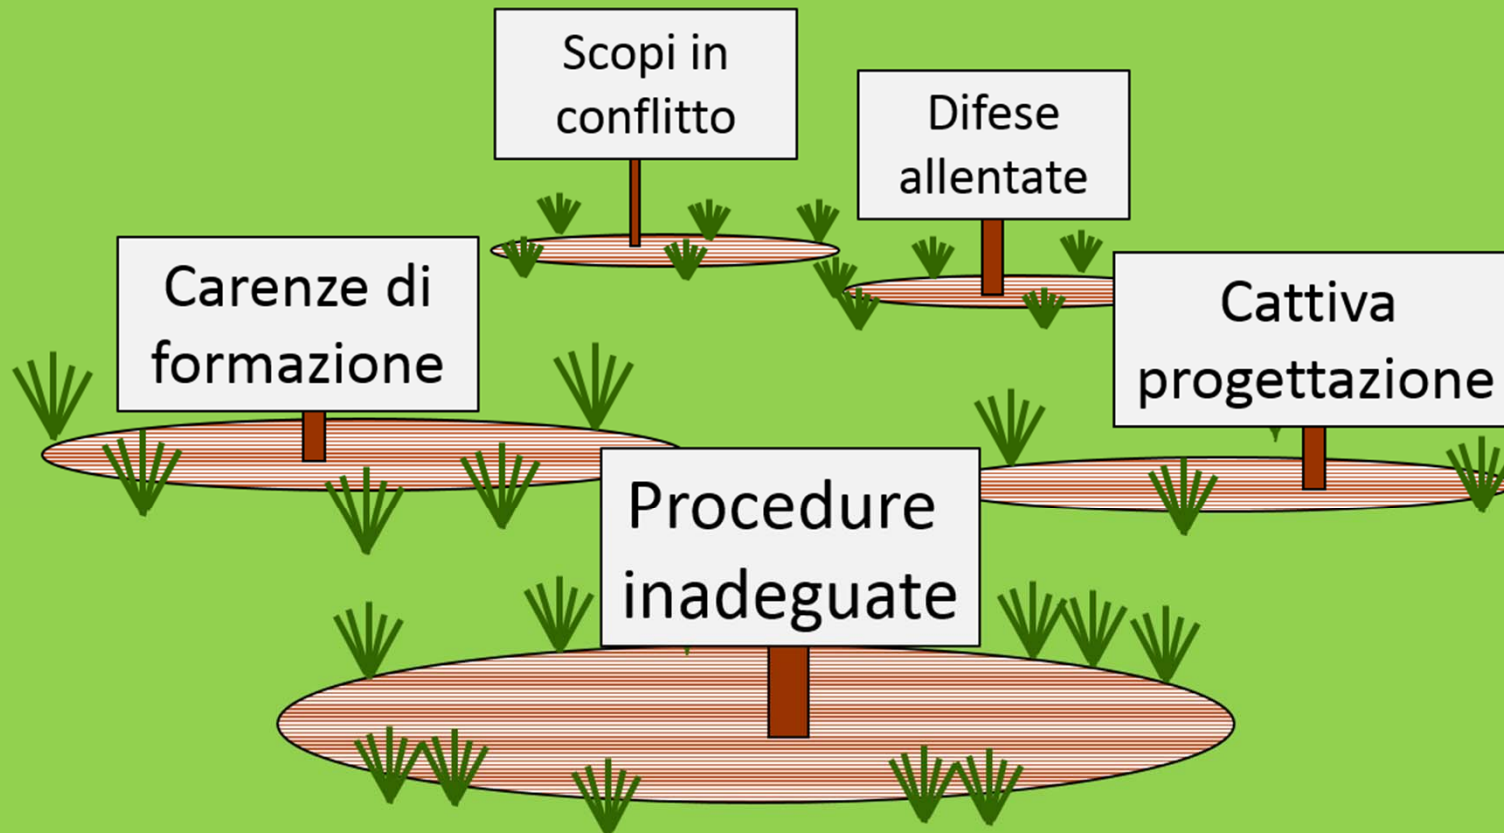 Scopi in
conflitto
Difese
allentate
Carenze di
formazione
Cattiva
progettazione
Procedure
inadeguate